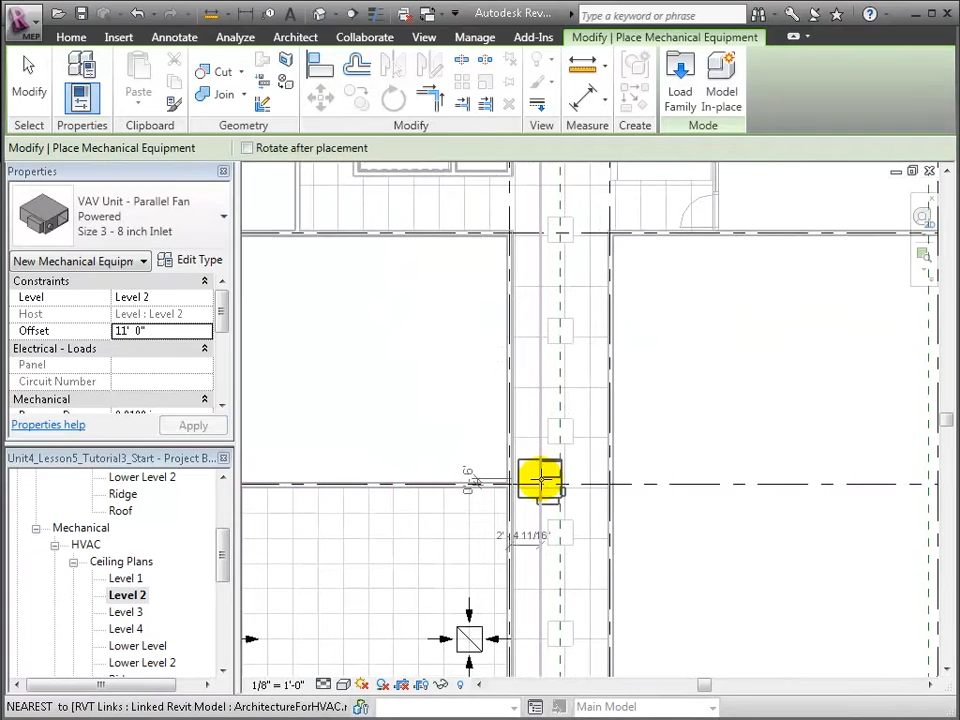 Autodesk Rev...
Type a keyword or phrase
MEP
Home Insert Annotate Analyze Architect Collaborate View Manage Add-Ins Modify | Place Mechanical Equipment
Modify Paste Cut Join Load Family Model In-place
Select Properties Clipboard Geometry Modify View Measure Create Mode
Modify | Place Mechanical Equipment Rotate after placement
Properties
VAV Unit - Parallel Fan
Powered
Size 3 - 8 inch Inlet
New Mechanical Equipm Edit Type
Constraints
Level Level 2
Host Level : Level 2
Offset 11' 0"
Electrical - Loads
Panel
Circuit Number
Mechanical
Properties help Apply
Unit4_Lesson5_Tutorial3_Start - Project B...
Lower Level 2
Ridge
Roof
Mechanical
HVAC
Ceiling Plans
Level 1
Level 2
Level 3
Level 4
Lower Level
Lower Level 2
1/8" = 1'-0"
NEAREST to [RVT Links : Linked Revit Model : ArchitectureForHVAC.r
Main Model